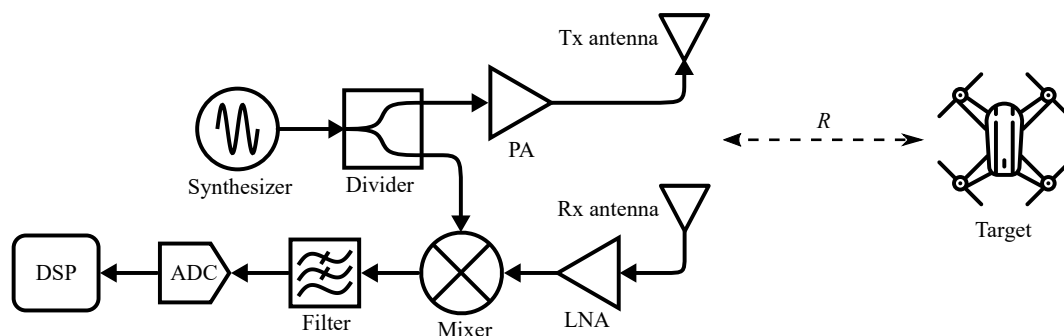 Tx antenna
R
PA
Synthesizer
Divider
Rx antenna
Target
DSP
ADC
Filter
Mixer
LNA